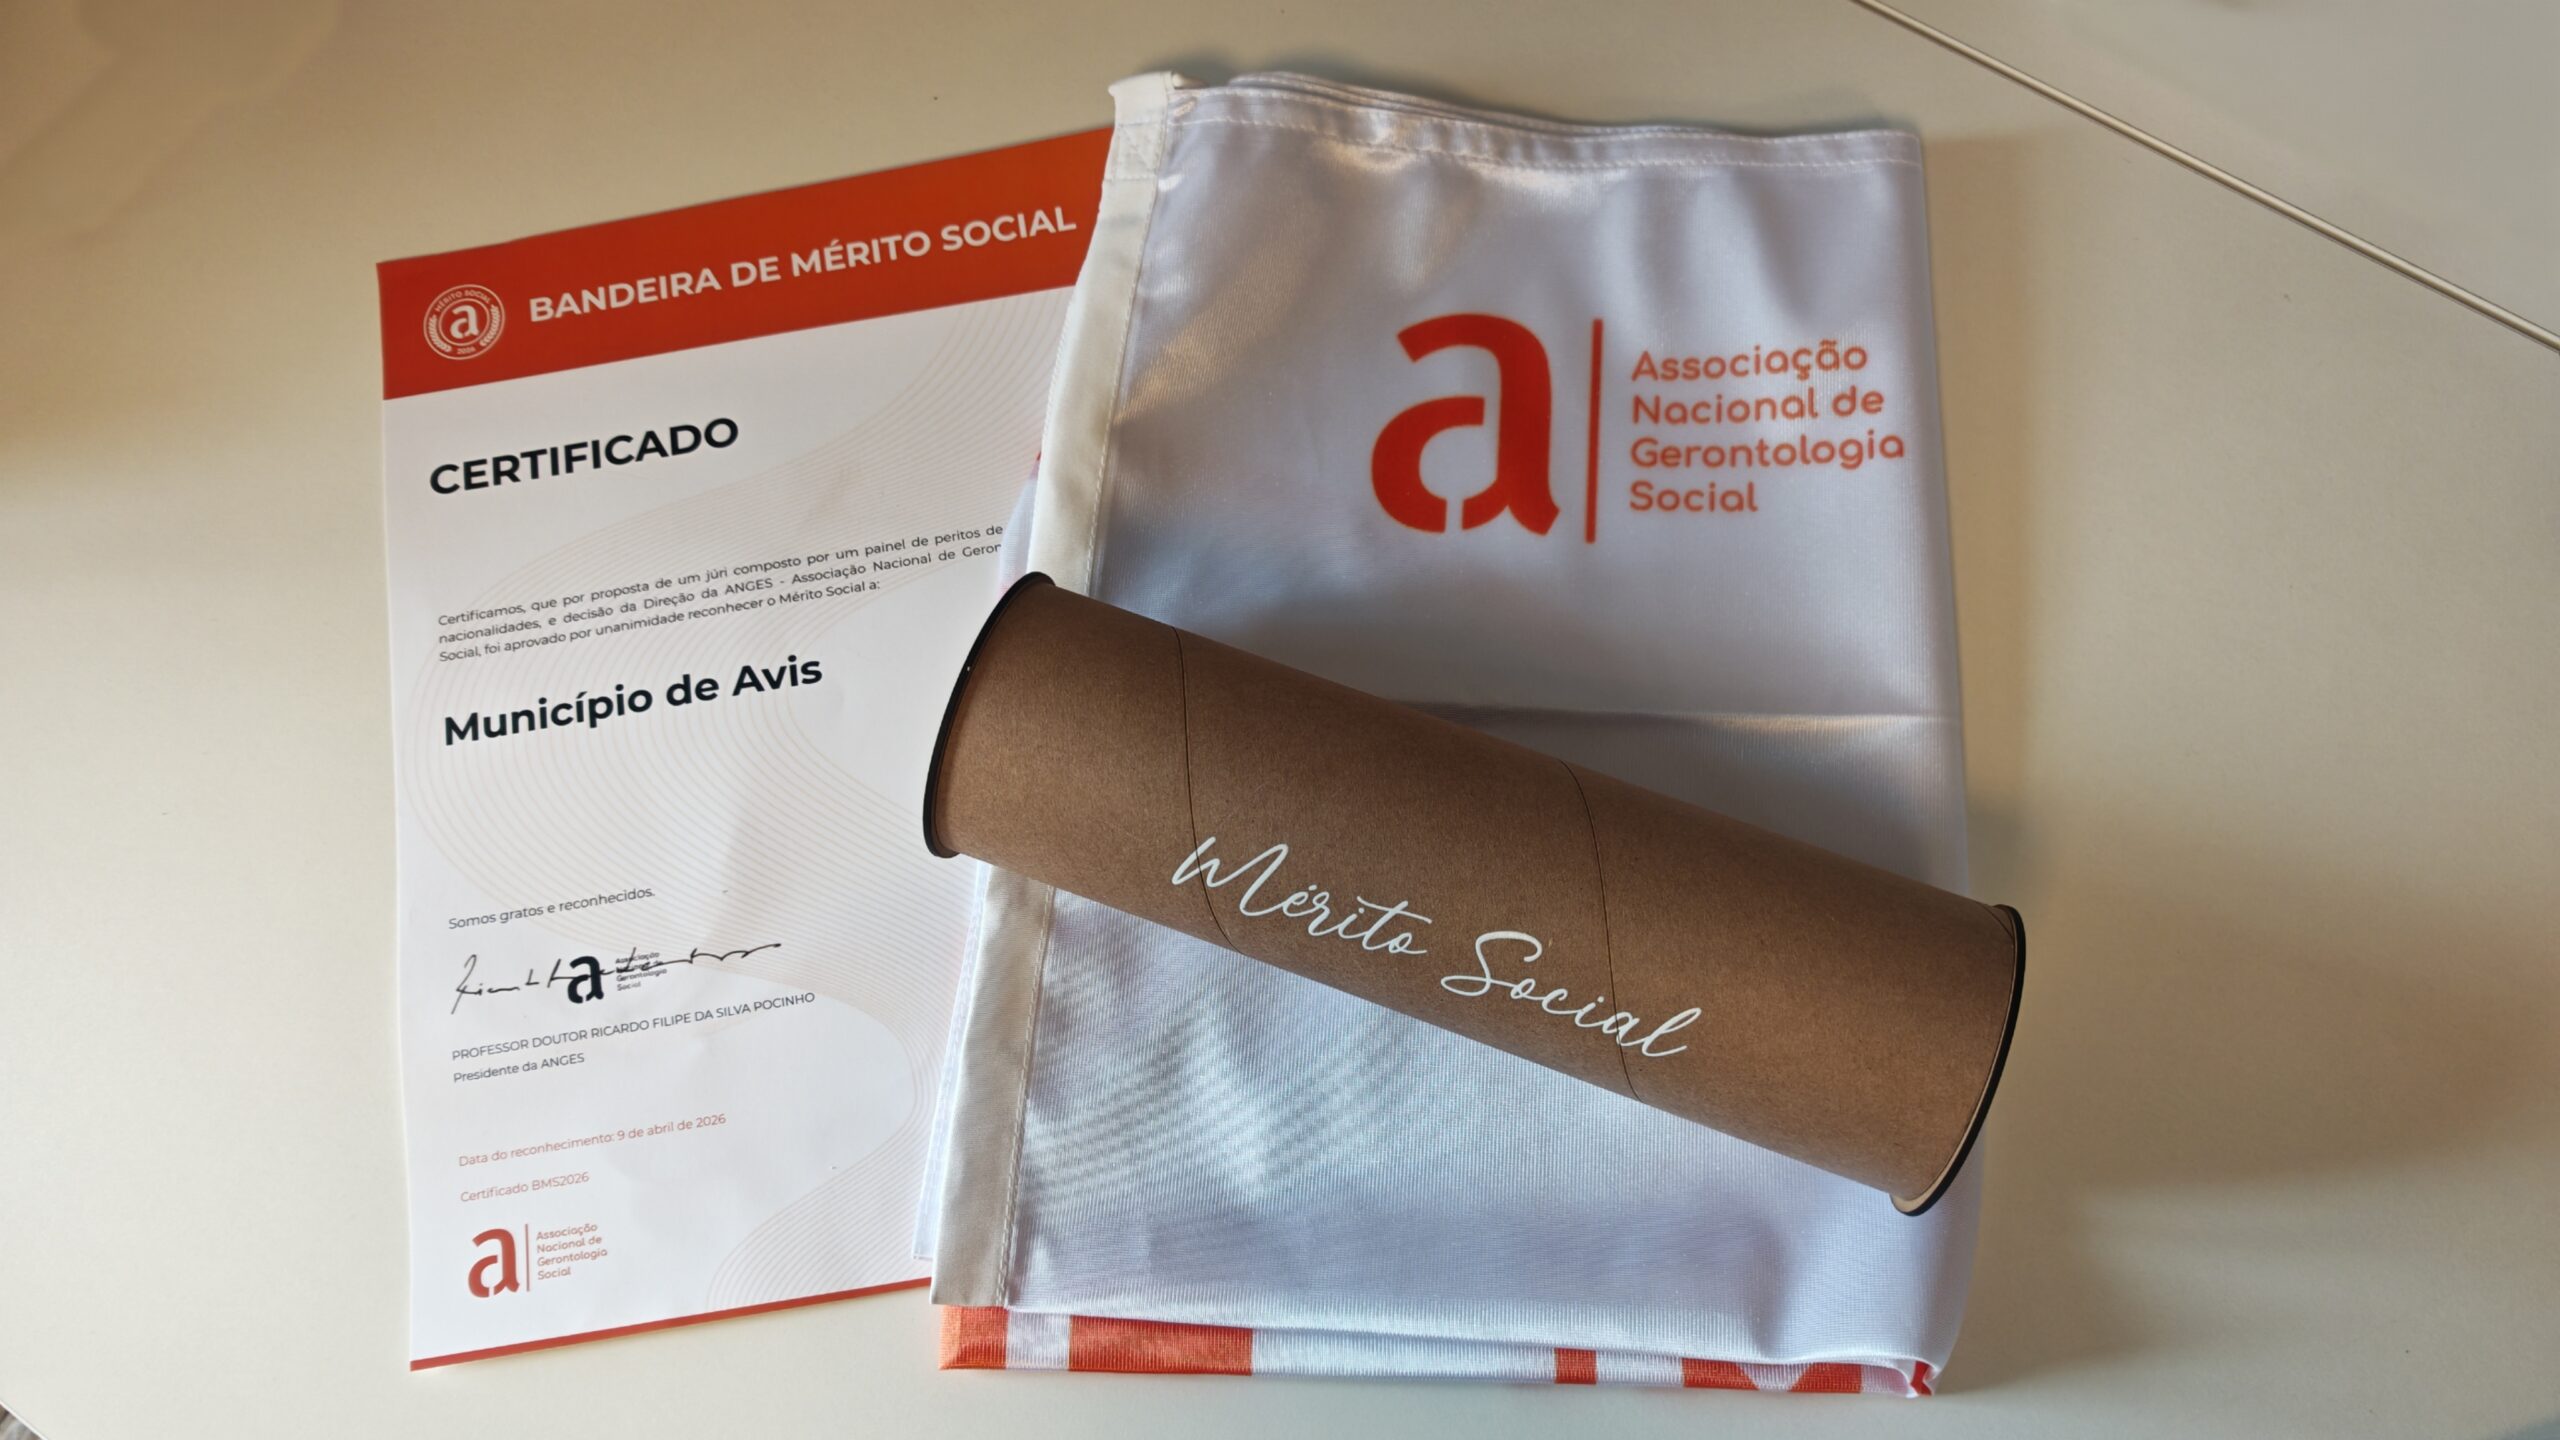 MÉRITO SOCIAL
a
2026
BANDEIRA DE MÉRITO SOCIAL
CERTIFICADO
Certificamos, que por proposta de um júri composto por um painel de peritos de
nacionalidades, e decisão da Direção da ANGES - Associação Nacional de Geron
Social, foi aprovado por unanimidade reconhecer o Mérito Social a:
Município de Avis
Somos gratos e reconhecidos.
a
Associação
Nacional de
Gerontologia
Social
PROFESSOR DOUTOR RICARDO FILIPE DA SILVA POCINHO
Presidente da ANGES
Data do reconhecimento: 9 de abril de 2026
Certificado BMS2026
a
Associação
Nacional de
Gerontologia
Social
a
Associação
Nacional de
Gerontologia
Social
Mérito Social